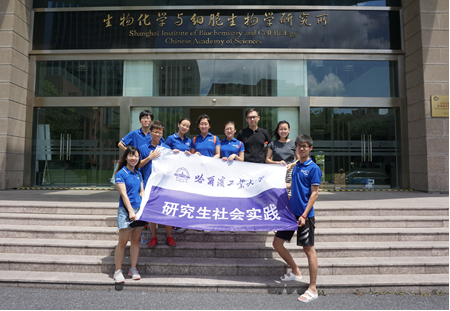 生物化学与细胞生物学研究所
Shanghai Institute of Biochemistry and Cell Biology
Chinese Academy of Sciences
哈尔滨工业大学
研究生社会实践